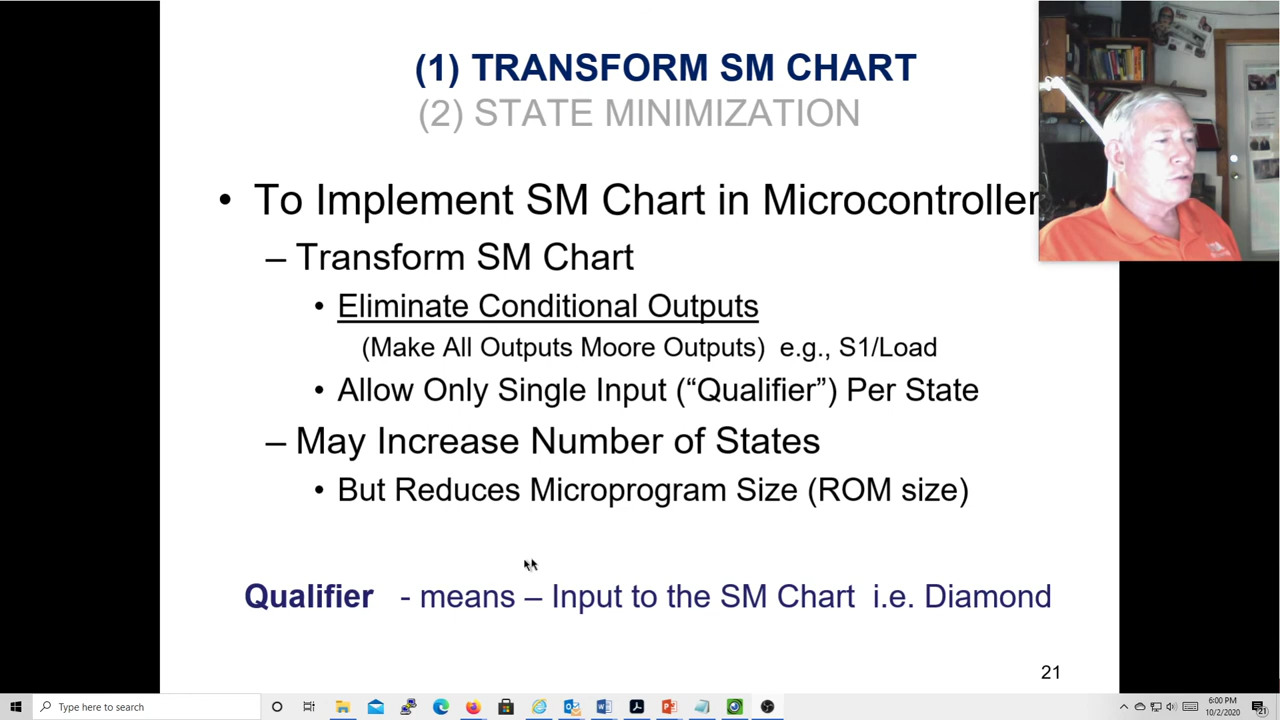 (1) TRANSFORM SM CHART
(2) STATE MINIMIZATION
• To Implement SM Chart in Microcontroller
– Transform SM Chart
• Eliminate Conditional Outputs
(Make All Outputs Moore Outputs) e.g., S1/Load
• Allow Only Single Input (“Qualifier”) Per State
– May Increase Number of States
• But Reduces Microprogram Size (ROM size)
Qualifier - means – Input to the SM Chart i.e. Diamond
21
Type here to search
6:00 PM
10/2/2020